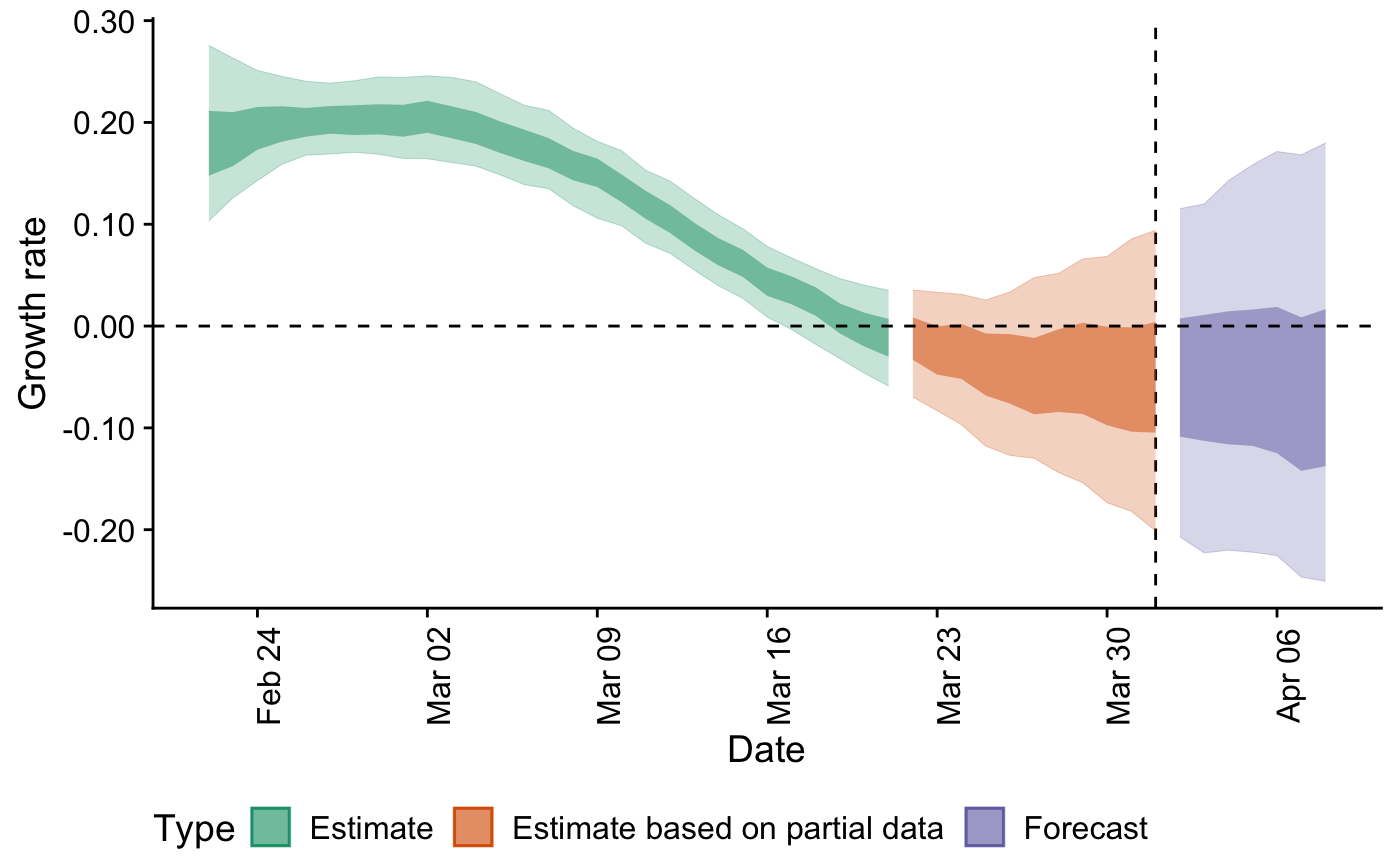 0.30
0.20
0.10
0.00
-0.10
-0.20
Growth rate
Feb 24
Mar 02
Mar 09
Mar 16
Mar 23
Mar 30
Apr 06
Date
Type Estimate Estimate based on partial data Forecast